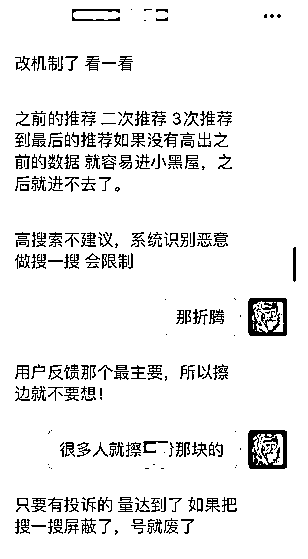 改机制了 看一看
之前的推荐 二次推荐 3次推荐
到最后的推荐如果没有高出之
前的数据 就容易进小黑屋，之
后就进不去了。
高搜索不建议，系统识别恶意
做搜一搜 会限制
那折腾
用户反馈那个最主要，所以擦
边就不要想！
很多人就擦 那块的
只要有投诉的 量达到了 如果把
搜一搜屏蔽了，号就废了